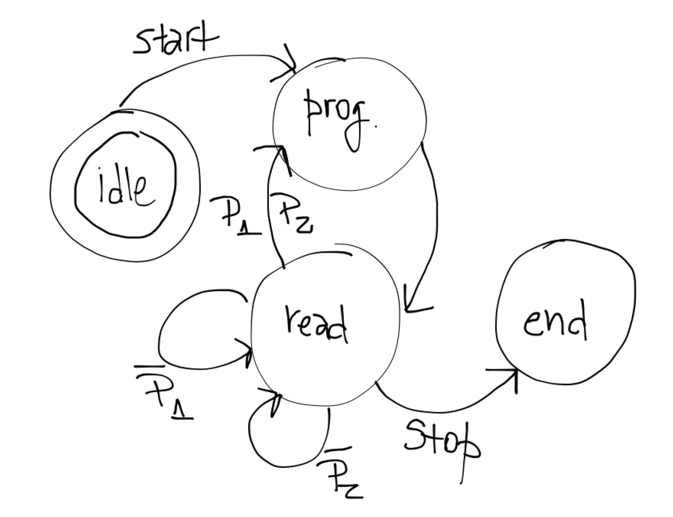 start
prog.
idle
P1 P2
read
end
P̅1
Stop
P̅2